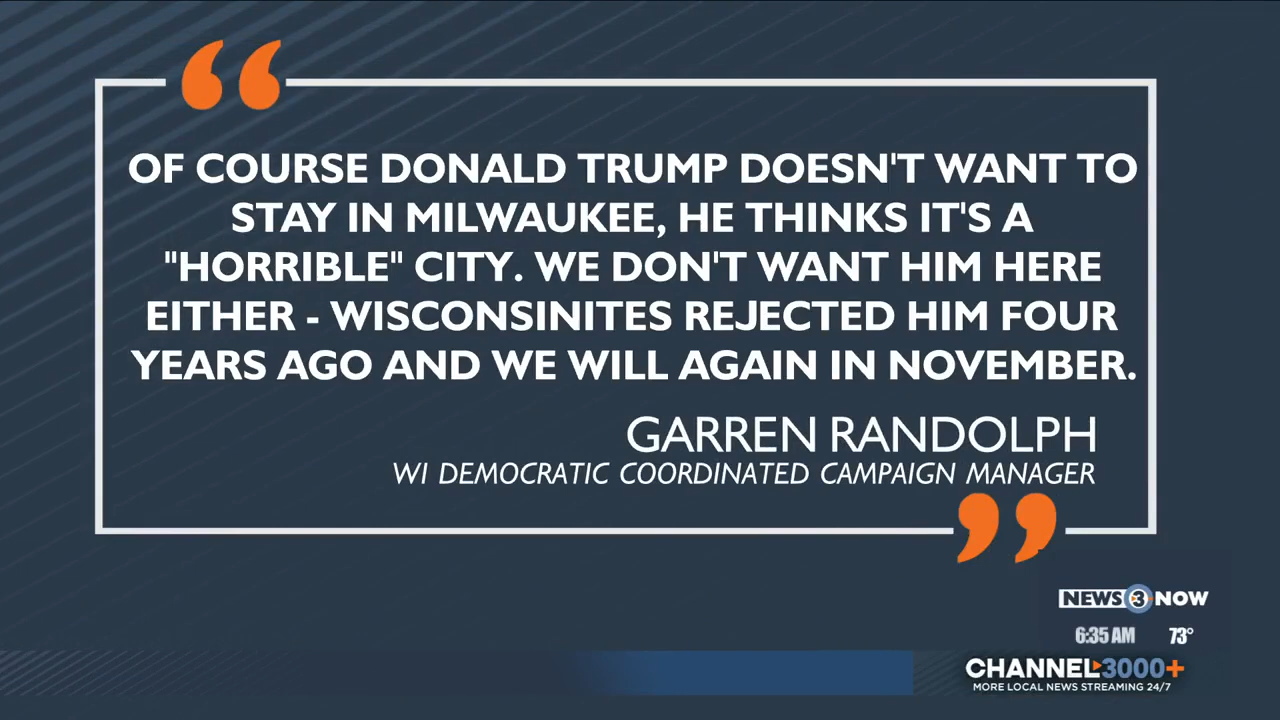 OF COURSE DONALD TRUMP DOESN'T WANT TO
STAY IN MILWAUKEE, HE THINKS IT'S A
"HORRIBLE" CITY. WE DON'T WANT HIM HERE
EITHER - WISCONSINITES REJECTED HIM FOUR
YEARS AGO AND WE WILL AGAIN IN NOVEMBER.
GARREN RANDOLPH
WI DEMOCRATIC COORDINATED CAMPAIGN MANAGER
NEWS 3 NOW
6:35 AM 73°
CHANNEL3000+
MORE LOCAL NEWS STREAMING 24/7